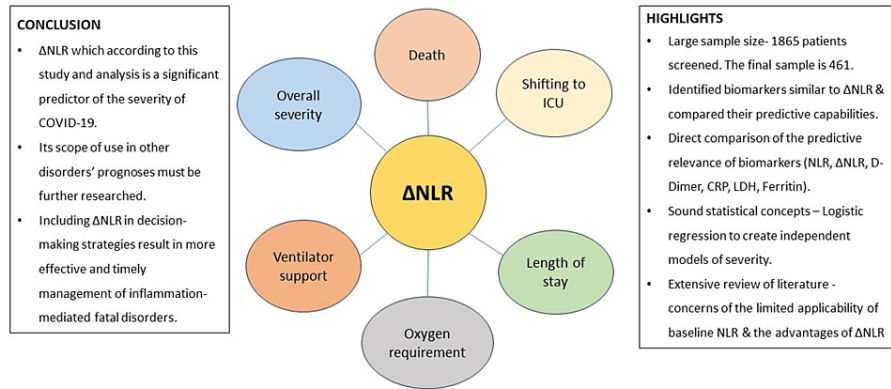 CONCLUSION
• ΔNLR which according to this
study and analysis is a significant
predictor of the severity of
COVID-19.
• Its scope of use in other
disorders’ prognoses must be
further researched.
• Including ΔNLR in decision-
making strategies result in more
effective and timely
management of inflammation-
mediated fatal disorders.
Death
Overall
severity
Shifting to
ICU
ΔNLR
Ventilator
support
Length of
stay
Oxygen
requirement
HIGHLIGHTS
• Large sample size- 1865 patients
screened. The final sample is 461.
• Identified biomarkers similar to ΔNLR &
compared their predictive capabilities.
• Direct comparison of the predictive
relevance of biomarkers (NLR, ΔNLR, D-
Dimer, CRP, LDH, Ferritin).
• Sound statistical concepts – Logistic
regression to create independent
models of severity.
• Extensive review of literature -
concerns of the limited applicability of
baseline NLR & the advantages of ΔNLR